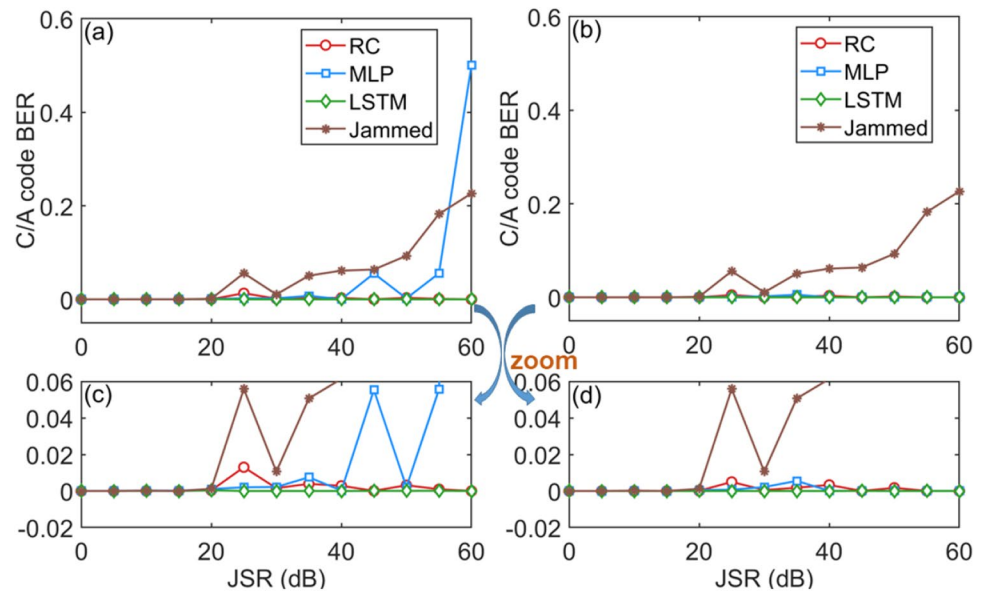 (a)
0.6
0.4
0.2
0
C/A code BER
RC
MLP
LSTM
Jammed
0 20 40 60
(b)
0.6
0.4
0.2
0
C/A code BER
RC
MLP
LSTM
Jammed
0 20 40 60
zoom
(c)
0.06
0.04
0.02
0
-0.02
0 20 40 60
JSR (dB)
(d)
0.06
0.04
0.02
0
-0.02
0 20 40 60
JSR (dB)